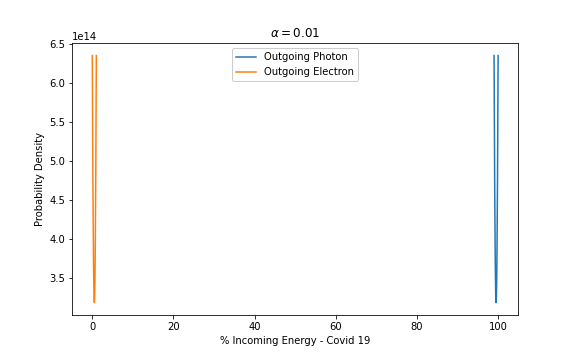 α = 0.01
1e14
Outgoing Photon
Outgoing Electron
6.5
6.0
5.5
5.0
4.5
4.0
3.5
Probability Density
0 20 40 60 80 100
% Incoming Energy - Covid 19